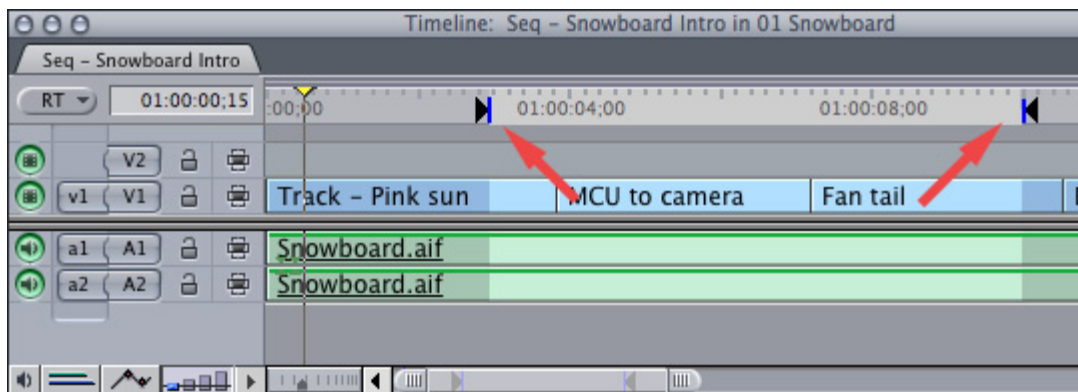 Timeline: Seq – Snowboard Intro in 01 Snowboard
Seq – Snowboard Intro
RT 01:00:00;15 :00;00 01:00:04;00 01:00:08;00
V2
v1 V1 Track – Pink sun MCU to camera Fan tail
a1 A1 Snowboard.aif
a2 A2 Snowboard.aif